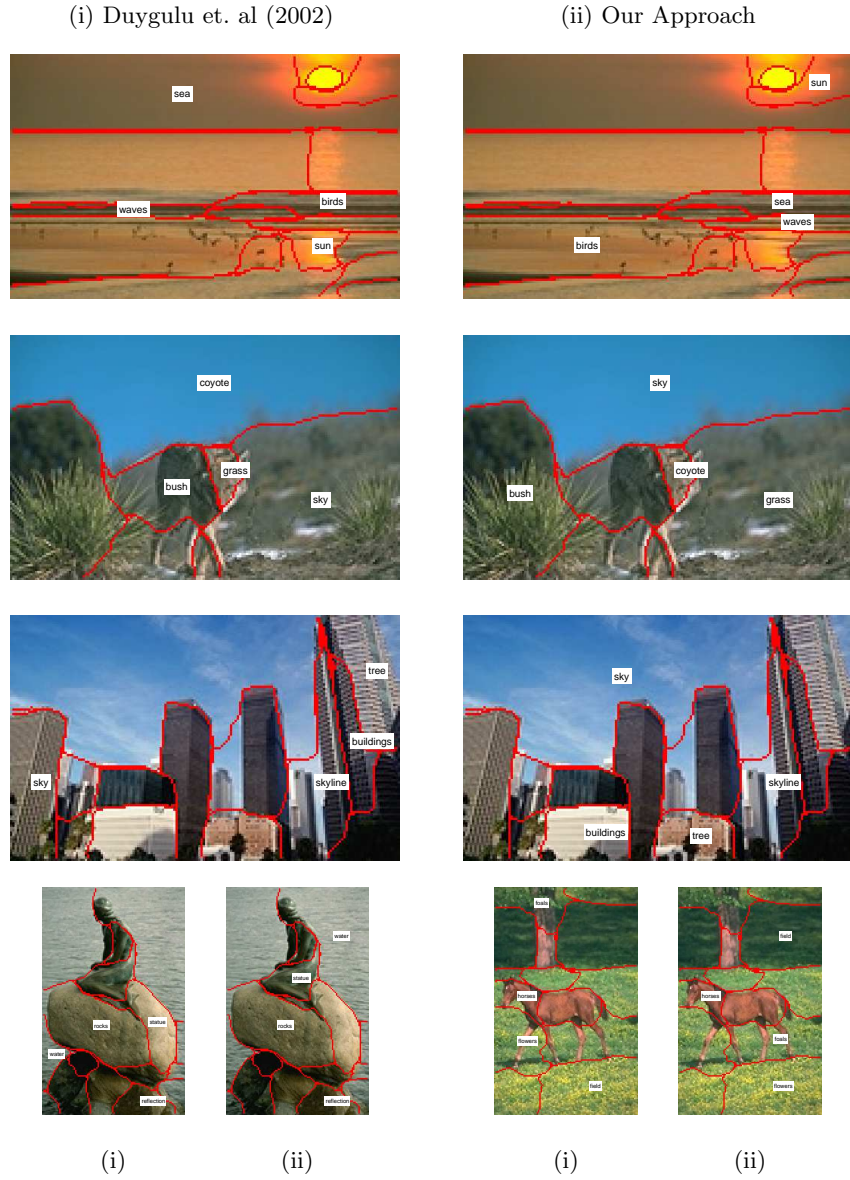 (i) Duygulu et. al (2002)
(ii) Our Approach
sea
birds
waves
sun
sun
sea
waves
birds
coyote
grass
bush
sky
sky
coyote
bush
grass
tree
buildings
sky
skyline
sky
skyline
buildings
tree
rocks
statue
water
reflection
water
statue
rocks
reflection
foals
horses
flowers
field
field
horses
foals
flowers
(i)
(ii)
(i)
(ii)